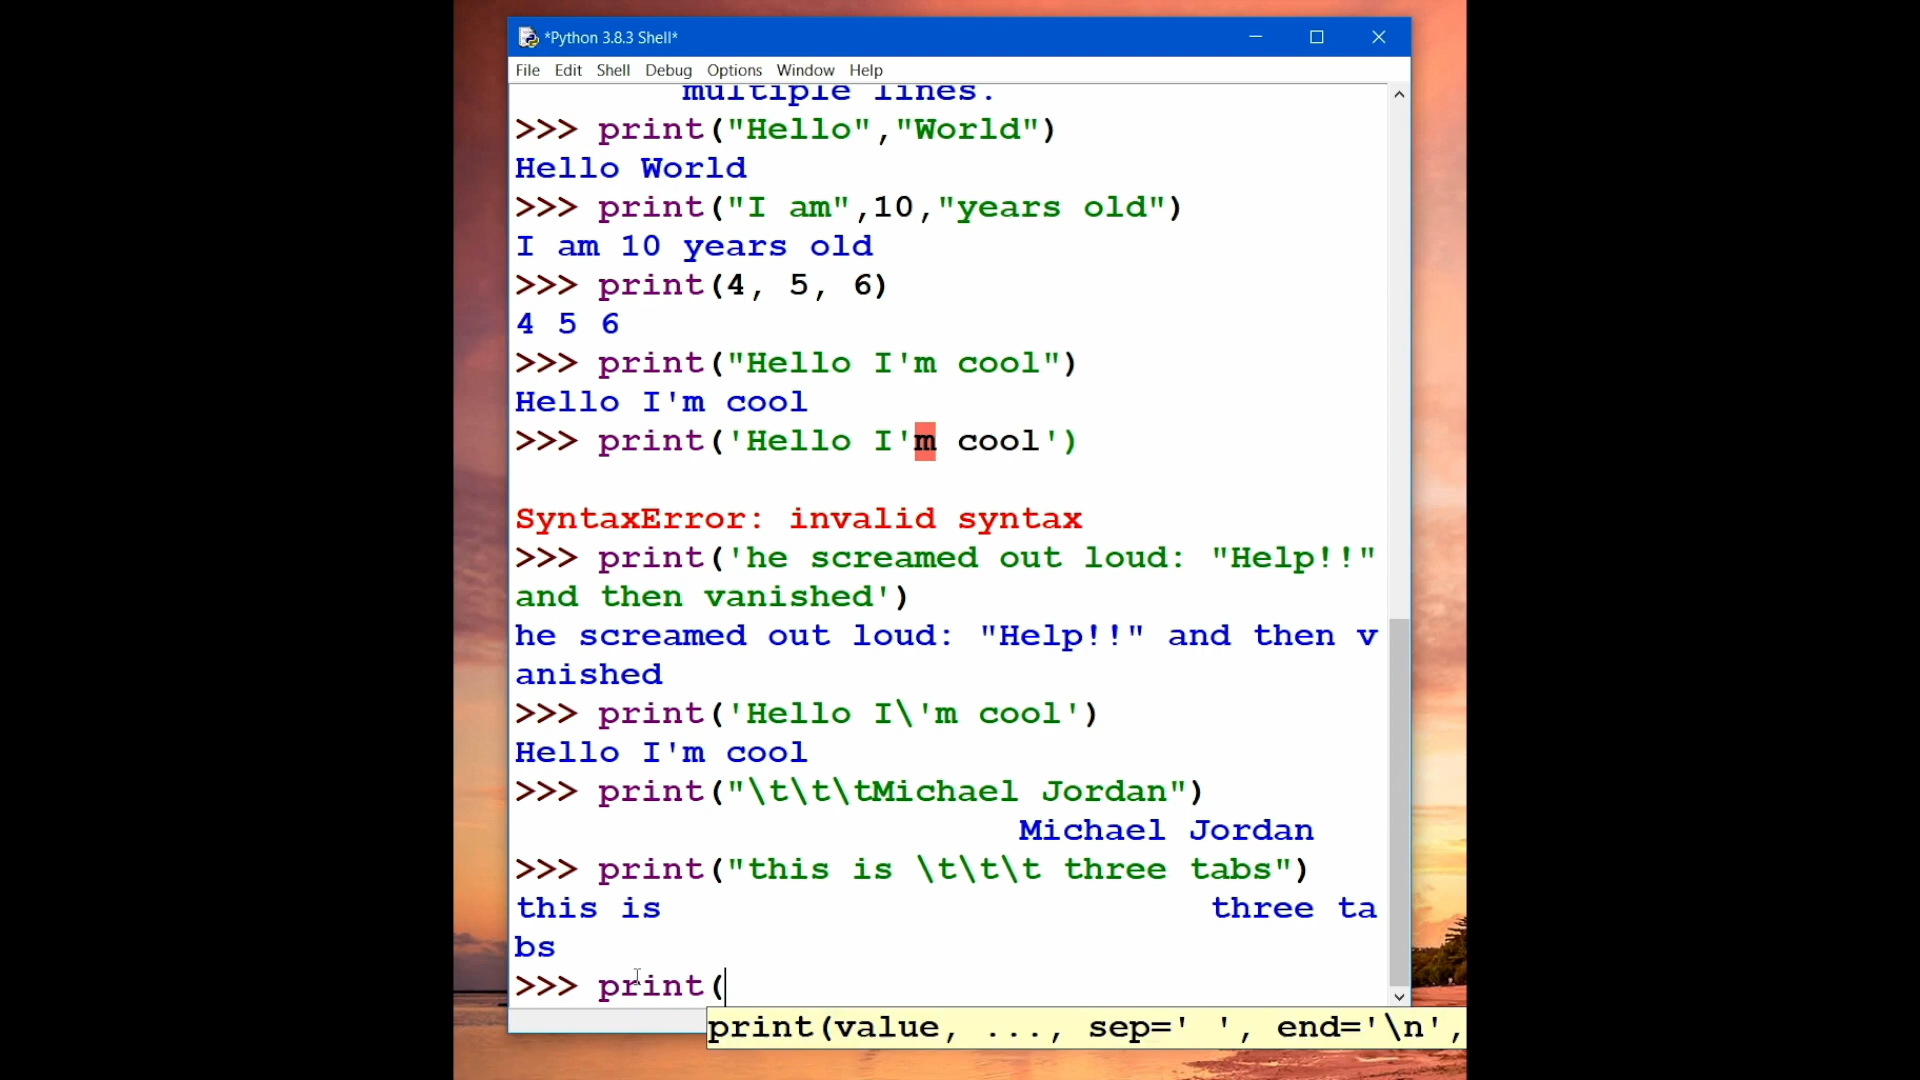 *Python 3.8.3 Shell*
File Edit Shell Debug Options Window Help
multiple lines.
>>> print("Hello","World")
Hello World
>>> print("I am",10,"years old")
I am 10 years old
>>> print(4, 5, 6)
4 5 6
>>> print("Hello I'm cool")
Hello I'm cool
>>> print('Hello I'm cool')
SyntaxError: invalid syntax
>>> print('he screamed out loud: "Help!!"
and then vanished')
he screamed out loud: "Help!!" and then v
anished
>>> print('Hello I\'m cool')
Hello I'm cool
>>> print("\t\t\tMichael Jordan")
Michael Jordan
>>> print("this is \t\t\t three tabs")
this is three ta
bs
>>> print(
print(value, ..., sep=' ', end='\n',